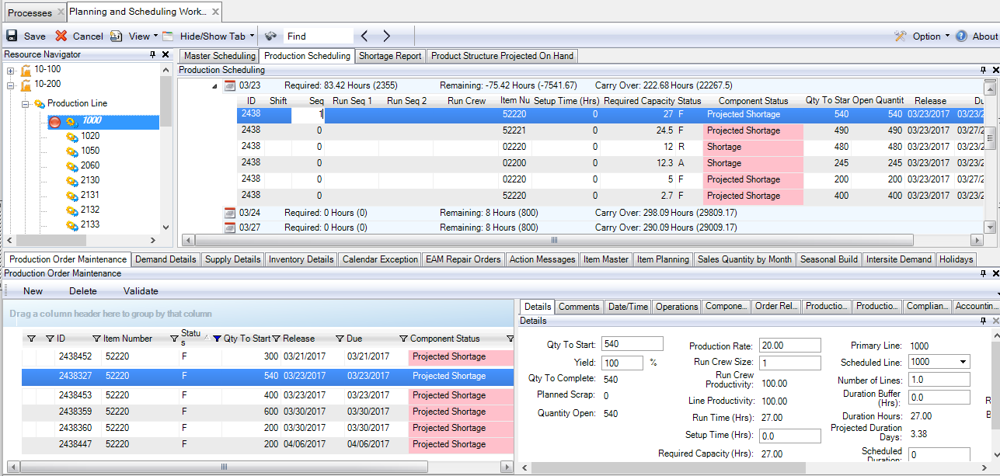 Processes Planning and Scheduling Work...
Save Cancel View Hide/Show Tab Find Option About
Resource Navigator
10-100
10-200
Production Line
1000
1020
1050
2060
2130
2131
2132
2133
Master Scheduling Production Scheduling Shortage Report Product Structure Projected On Hand
Production Scheduling
03/23 Required: 83.42 Hours (2355) Remaining: -75.42 Hours (-7541.67) Carry Over: 222.68 Hours (22267.5)
ID Shift Seq Run Seq 1 Run Seq 2 Run Crew Item Nu Setup Time (Hrs) Required Capacity Status Component Status Qty To Star Open Quantit Release Du
2438 1 52220 0 27 F Projected Shortage 540 540 03/23/2017 03/23/2
2438 0 52221 0 24.5 F Projected Shortage 490 490 03/23/2017 03/27/2
2438 0 02220 0 12 R Shortage 480 480 03/23/2017 03/23/2
2438 0 02200 0 12.3 A Shortage 245 245 03/23/2017 03/23/2
2438 0 02220 0 5 F Projected Shortage 200 200 03/23/2017 03/27/2
2438 0 52220 0 2.7 F Projected Shortage 400 400 03/23/2017 03/23/2
03/24 Required: 0 Hours (0) Remaining: 8 Hours (800) Carry Over: 298.09 Hours (29809.17)
03/27 Required: 0 Hours (0) Remaining: 8 Hours (800) Carry Over: 290.09 Hours (29009.17)
Production Order Maintenance Demand Details Supply Details Inventory Details Calendar Exception EAM Repair Orders Action Messages Item Master Item Planning Sales Quantity by Month Seasonal Build Intersite Demand Holidays
Production Order Maintenance
New Delete Validate
Drag a column header here to group by that column
ID Item Number Statu s Qty To Start Release Due Component Status
2438452 52220 F 300 03/21/2017 03/21/2017 Projected Shortage
2438327 52220 F 540 03/23/2017 03/23/2017 Projected Shortage
2438453 52220 F 400 03/23/2017 03/23/2017 Projected Shortage
2438359 52220 F 600 03/30/2017 03/30/2017 Projected Shortage
2438360 52220 F 200 03/30/2017 03/30/2017 Projected Shortage
2438447 52220 F 200 04/06/2017 04/06/2017 Projected Shortage
Details Comments Date/Time Operations Compone... Order Rel... Productio... Productio... Complian... Accountin...
Details
Qty To Start: 540
Yield: 100 %
Qty To Complete: 540
Planned Scrap: 0
Quantity Open: 540
Production Rate: 20.00
Run Crew Size: 1
Run Crew
Productivity: 100.00
Line Productivity: 100.00
Run Time (Hrs): 27.00
Setup Time (Hrs): 0.0
Required Capacity (Hrs): 27.00
Primary Line: 1000
Scheduled Line: 1000
Number of Lines: 1.0
Duration Buffer
(Hrs): 0.0
Duration Hours: 27.00
Projected Duration
Days: 3.38
Scheduled
Duration: 0
R